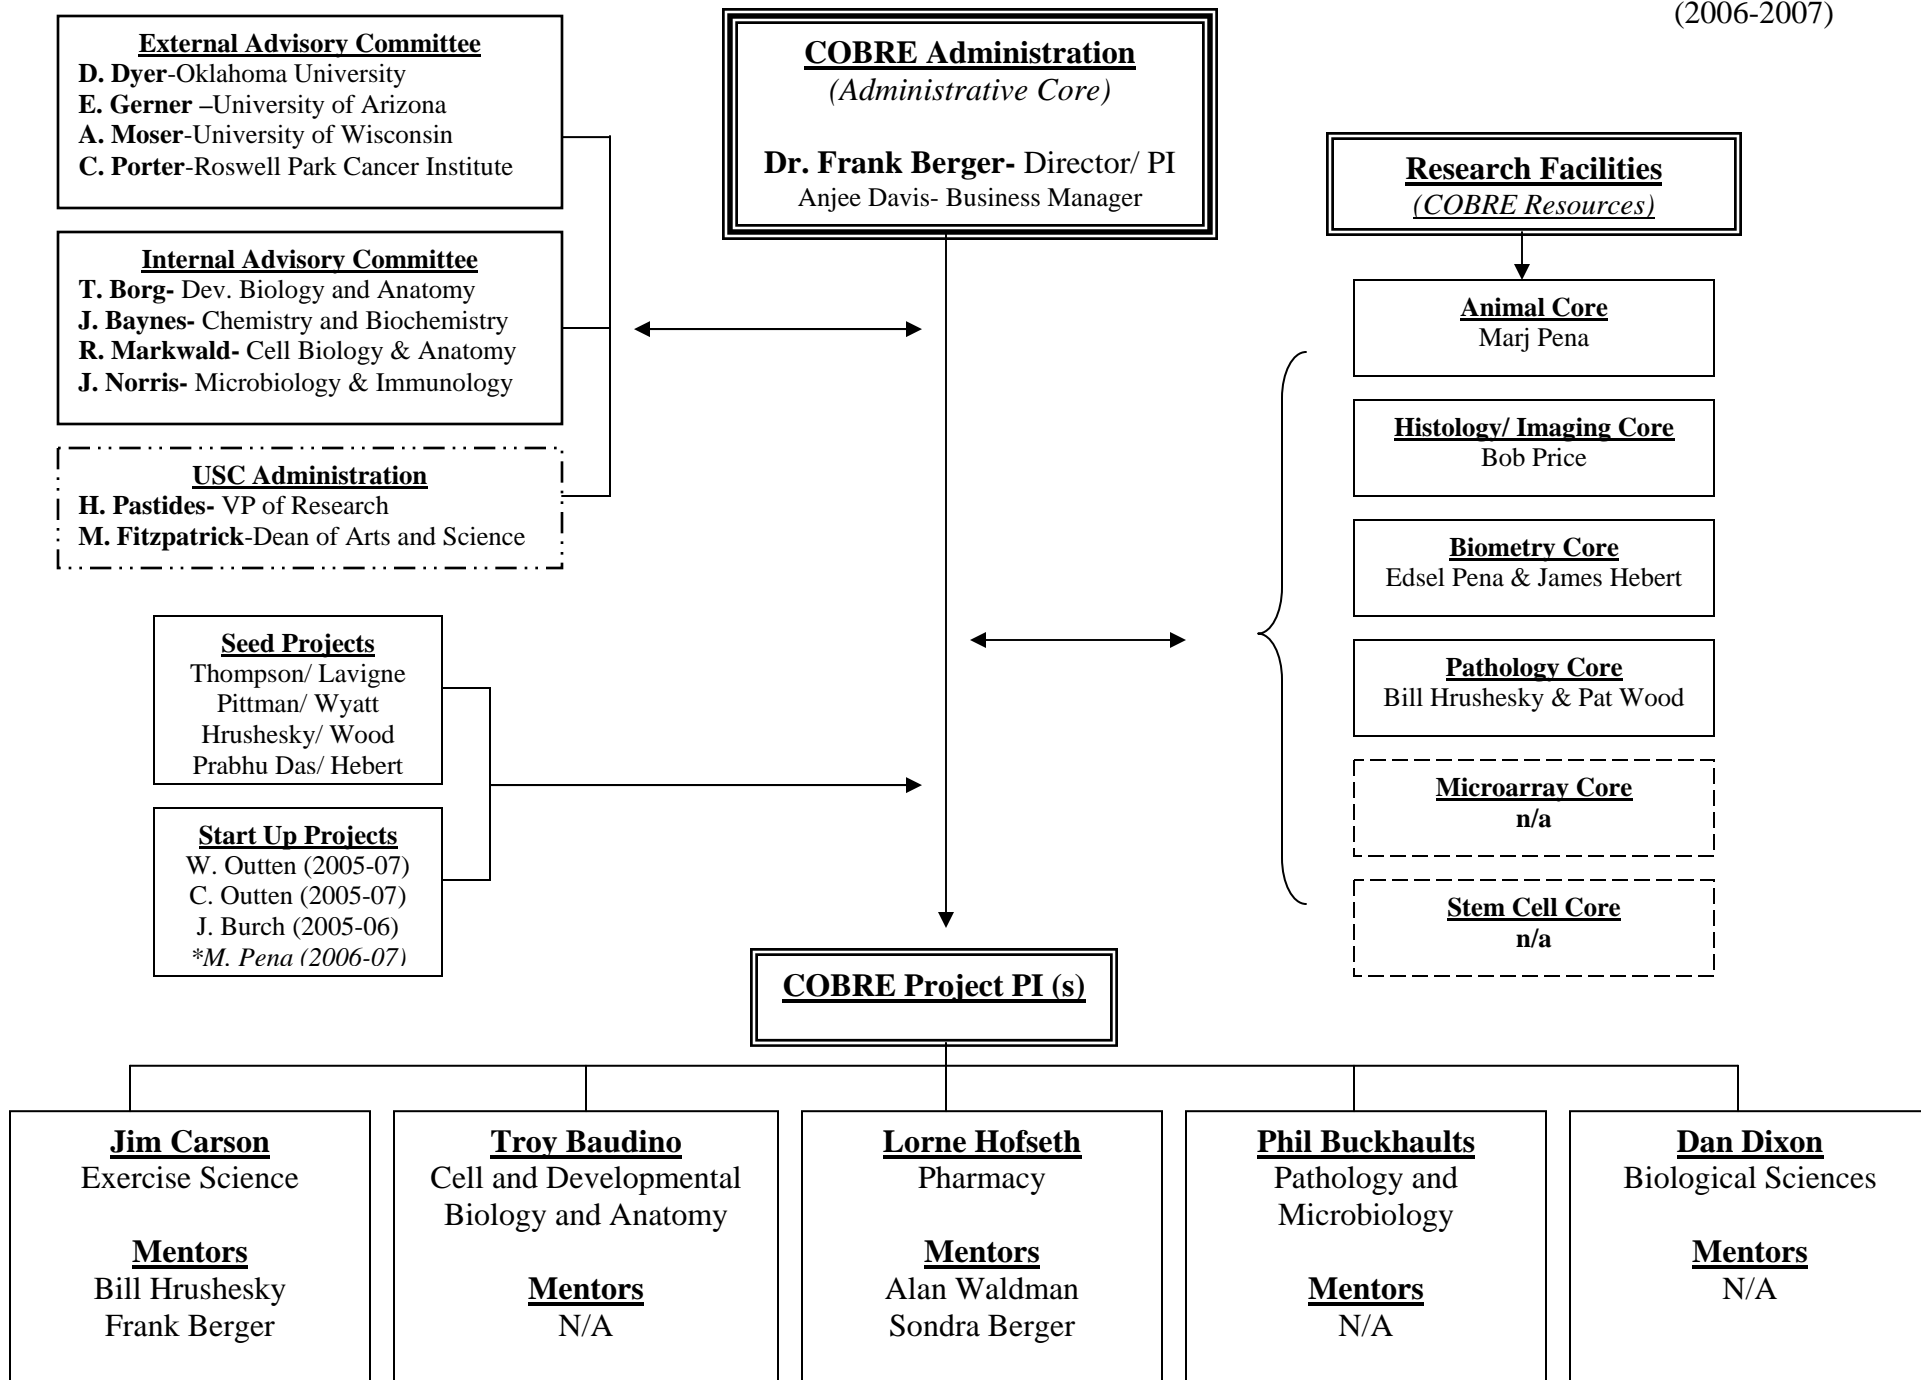 (2006-2007)
External Advisory Committee
D. Dyer-Oklahoma University
E. Gerner –University of Arizona
A. Moser-University of Wisconsin
C. Porter-Roswell Park Cancer Institute
COBRE Administration
(Administrative Core)
Dr. Frank Berger- Director/ PI
Anjee Davis- Business Manager
Research Facilities
(COBRE Resources)
Internal Advisory Committee
T. Borg- Dev. Biology and Anatomy
J. Baynes- Chemistry and Biochemistry
R. Markwald- Cell Biology & Anatomy
J. Norris- Microbiology & Immunology
USC Administration
H. Pastides- VP of Research
M. Fitzpatrick-Dean of Arts and Science
Animal Core
Marj Pena
Histology/ Imaging Core
Bob Price
Biometry Core
Edsel Pena & James Hebert
Pathology Core
Bill Hrushesky & Pat Wood
Microarray Core
n/a
Stem Cell Core
n/a
Seed Projects
Thompson/ Lavigne
Pittman/ Wyatt
Hrushesky/ Wood
Prabhu Das/ Hebert
Start Up Projects
W. Outten (2005-07)
C. Outten (2005-07)
J. Burch (2005-06)
*M. Pena (2006-07)
COBRE Project PI (s)
Jim Carson
Exercise Science
Mentors
Bill Hrushesky
Frank Berger
Troy Baudino
Cell and Developmental
Biology and Anatomy
Mentors
N/A
Lorne Hofseth
Pharmacy
Mentors
Alan Waldman
Sondra Berger
Phil Buckhaults
Pathology and
Microbiology
Mentors
N/A
Dan Dixon
Biological Sciences
Mentors
N/A